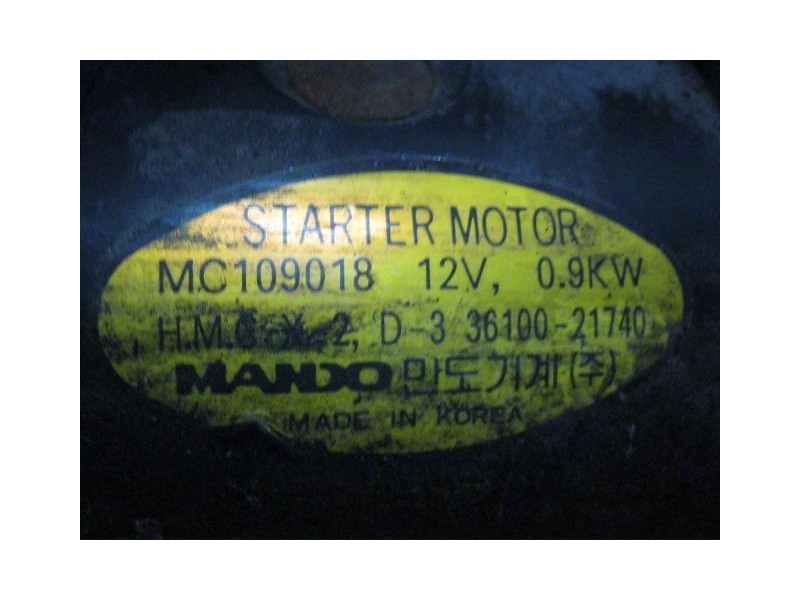 STARTER MOTOR
MC109018 12V, 0.9KW
H.M.C 2, D-3 36100-21740
MANDO 만도기계(주)
MADE IN KOREA